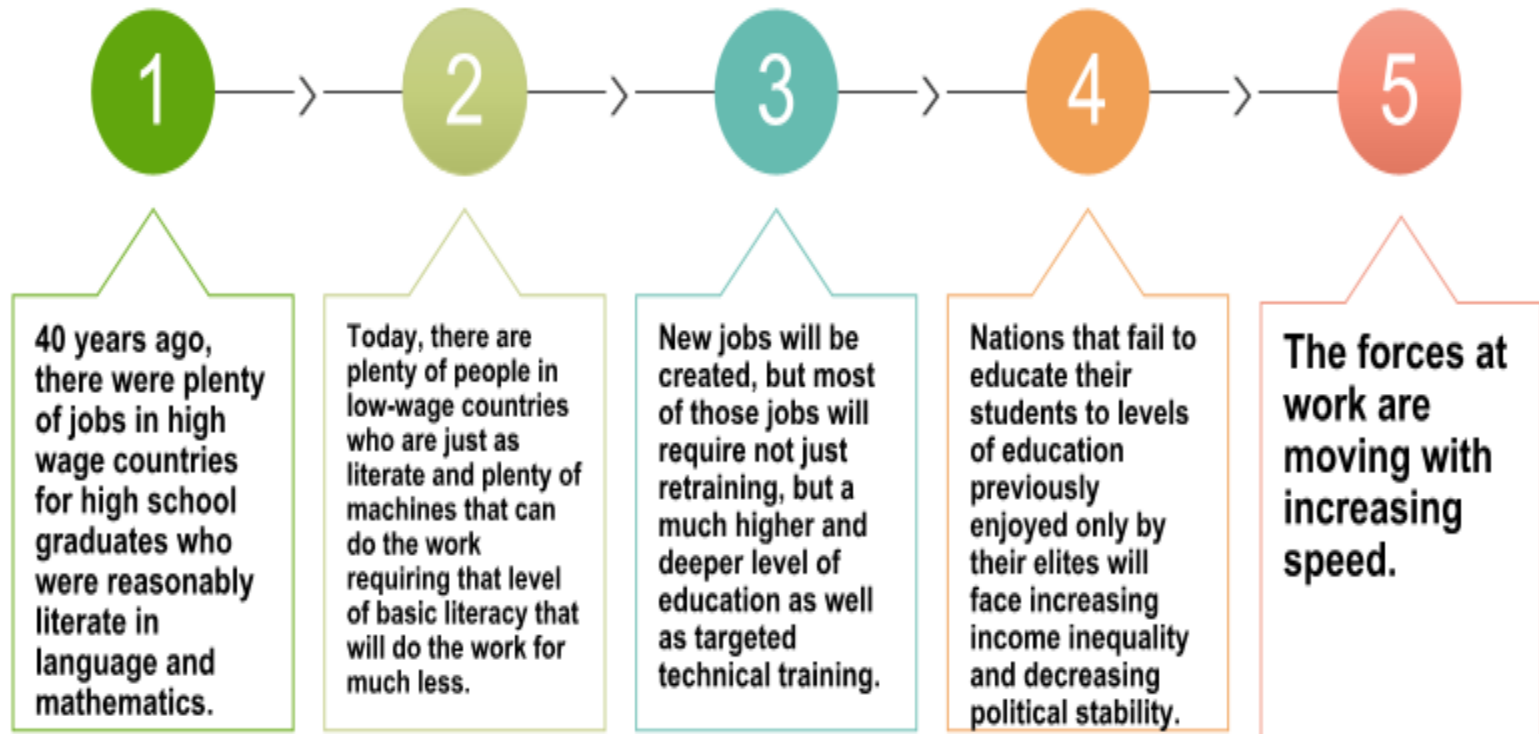 1
2
3
4
5
40 years ago,
there were plenty
of jobs in high
wage countries
for high school
graduates who
were reasonably
literate in
language and
mathematics.
Today, there are
plenty of people in
low-wage countries
who are just as
literate and plenty of
machines that can
do the work
requiring that level
of basic literacy that
will do the work for
much less.
New jobs will be
created, but most
of those jobs will
require not just
retraining, but a
much higher and
deeper level of
education as well
as targeted
technical training.
Nations that fail to
educate their
students to levels
of education
previously
enjoyed only by
their elites will
face increasing
income inequality
and decreasing
political stability.
The forces at
work are
moving with
increasing
speed.